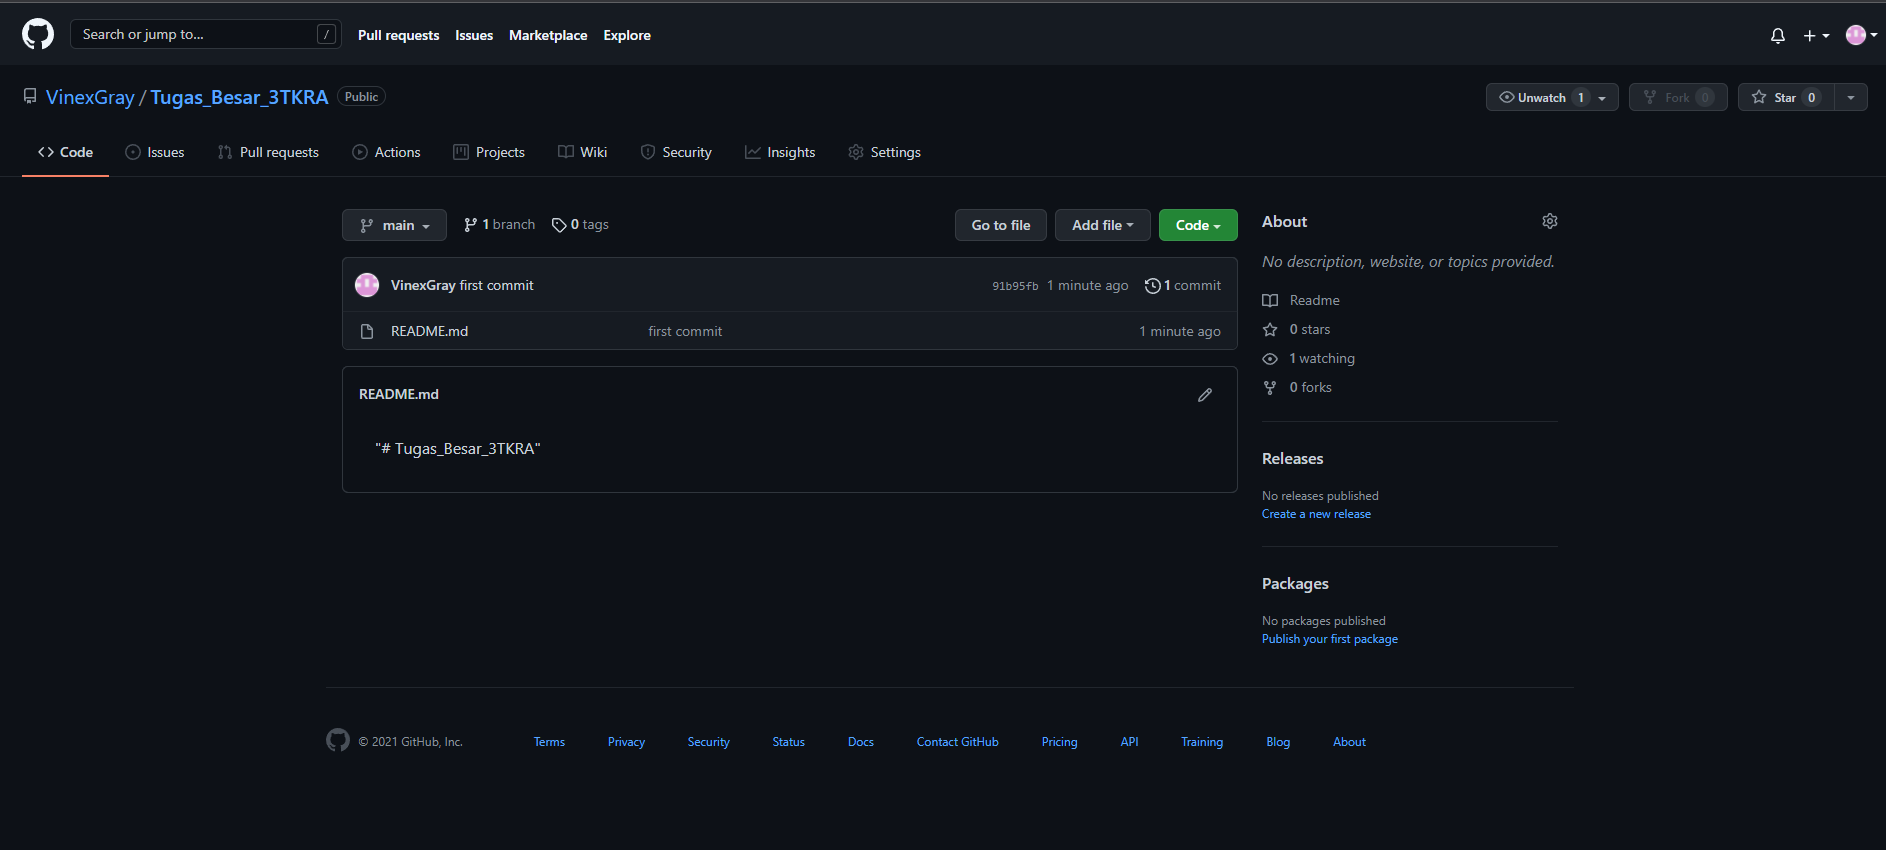 Search or jump to... /
Pull requests Issues Marketplace Explore
VinexGray / Tugas_Besar_3TKRA Public
Unwatch 1 Fork 0 Star 0
Code Issues Pull requests Actions Projects Wiki Security Insights Settings
main 1 branch 0 tags
Go to file Add file Code
VinexGray first commit 91b95fb 1 minute ago 1 commit
README.md first commit 1 minute ago
README.md
"# Tugas_Besar_3TKRA"
About
No description, website, or topics provided.
Readme
0 stars
1 watching
0 forks
Releases
No releases published
Create a new release
Packages
No packages published
Publish your first package
© 2021 GitHub, Inc. Terms Privacy Security Status Docs Contact GitHub Pricing API Training Blog About